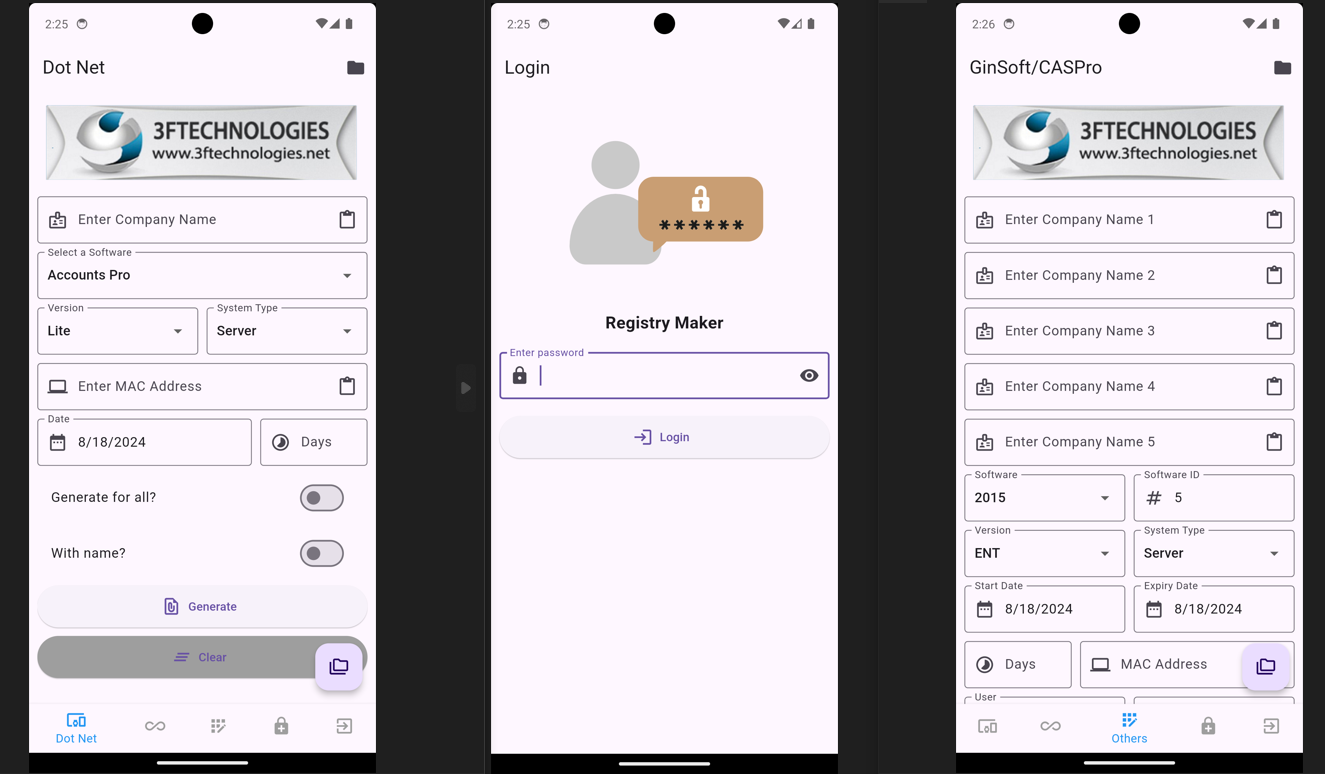 2:25
Dot Net
3FTECHNOLOGIES
www.3ftechnologies.net
Enter Company Name
Select a Software
Accounts Pro
Version
Lite
System Type
Server
Enter MAC Address
Date
8/18/2024
Days
Generate for all?
With name?
Generate
Clear
Dot Net
2:25
Login
******
Registry Maker
Enter password
Login
2:26
GinSoft/CASPro
3FTECHNOLOGIES
www.3ftechnologies.net
Enter Company Name 1
Enter Company Name 2
Enter Company Name 3
Enter Company Name 4
Enter Company Name 5
Software
2015
Software ID
# 5
Version
ENT
System Type
Server
Start Date
8/18/2024
Expiry Date
8/18/2024
Days
MAC Address
User
Others